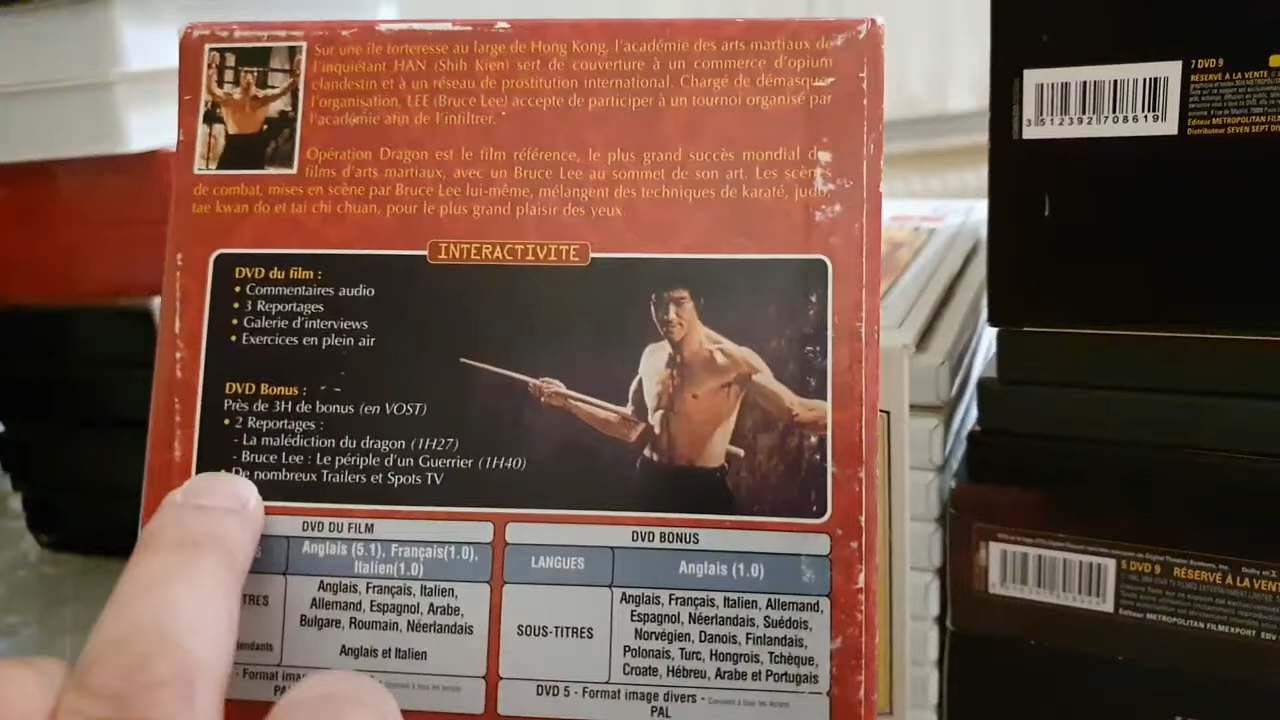 Sur une île forteresse au large de Hong Kong, l'académie des arts martiaux de
l'inquiétant HAN (Shih Kien) sert de couverture à un commerce d'opium
clandestin et à un réseau de prostitution international. Chargé de démasquer
l'organisation, LEE (Bruce Lee) accepte de participer à un tournoi organisé par
l'académie afin de l'infiltrer.
Opération Dragon est le film référence, le plus grand succès mondial des
films d'arts martiaux, avec un Bruce Lee au sommet de son art. Les scènes
de combat, mises en scène par Bruce Lee lui-même, mélangent des techniques de karaté, judo,
tae kwan do et tai chi chuan, pour le plus grand plaisir des yeux.
INTERACTIVITE
DVD du film :
• Commentaires audio
• 3 Reportages
• Galerie d'interviews
• Exercices en plein air
DVD Bonus :
Près de 3H de bonus (en VOST)
• 2 Reportages :
- La malédiction du dragon (1H27)
- Bruce Lee : Le périple d'un Guerrier (1H40)
De nombreux Trailers et Spots TV
DVD DU FILM
Anglais (5.1), Français(1.0),
Italien(1.0)
TRES
Anglais, Français, Italien,
Allemand, Espagnol, Arabe,
Bulgare, Roumain, Néerlandais
endants
Anglais et Italien
- Format
DVD BONUS
LANGUES
Anglais (1.0)
SOUS-TITRES
Anglais, Français, Italien, Allemand,
Espagnol, Néerlandais, Suédois,
Norvégien, Danois, Finlandais,
Polonais, Turc, Hongrois, Tchèque,
Croate, Hébreu, Arabe et Portugais
DVD 5 - Format image divers -
PAL
7 DVD 9
RÉSERVÉ À LA VENTE
3 512392 708619
Éditeur METROPOLITAN
Distributeur SEVEN SEPT
5 DVD 9 RÉSERVÉ À LA
Éditeur METROPOLITAN FILMEXPORT